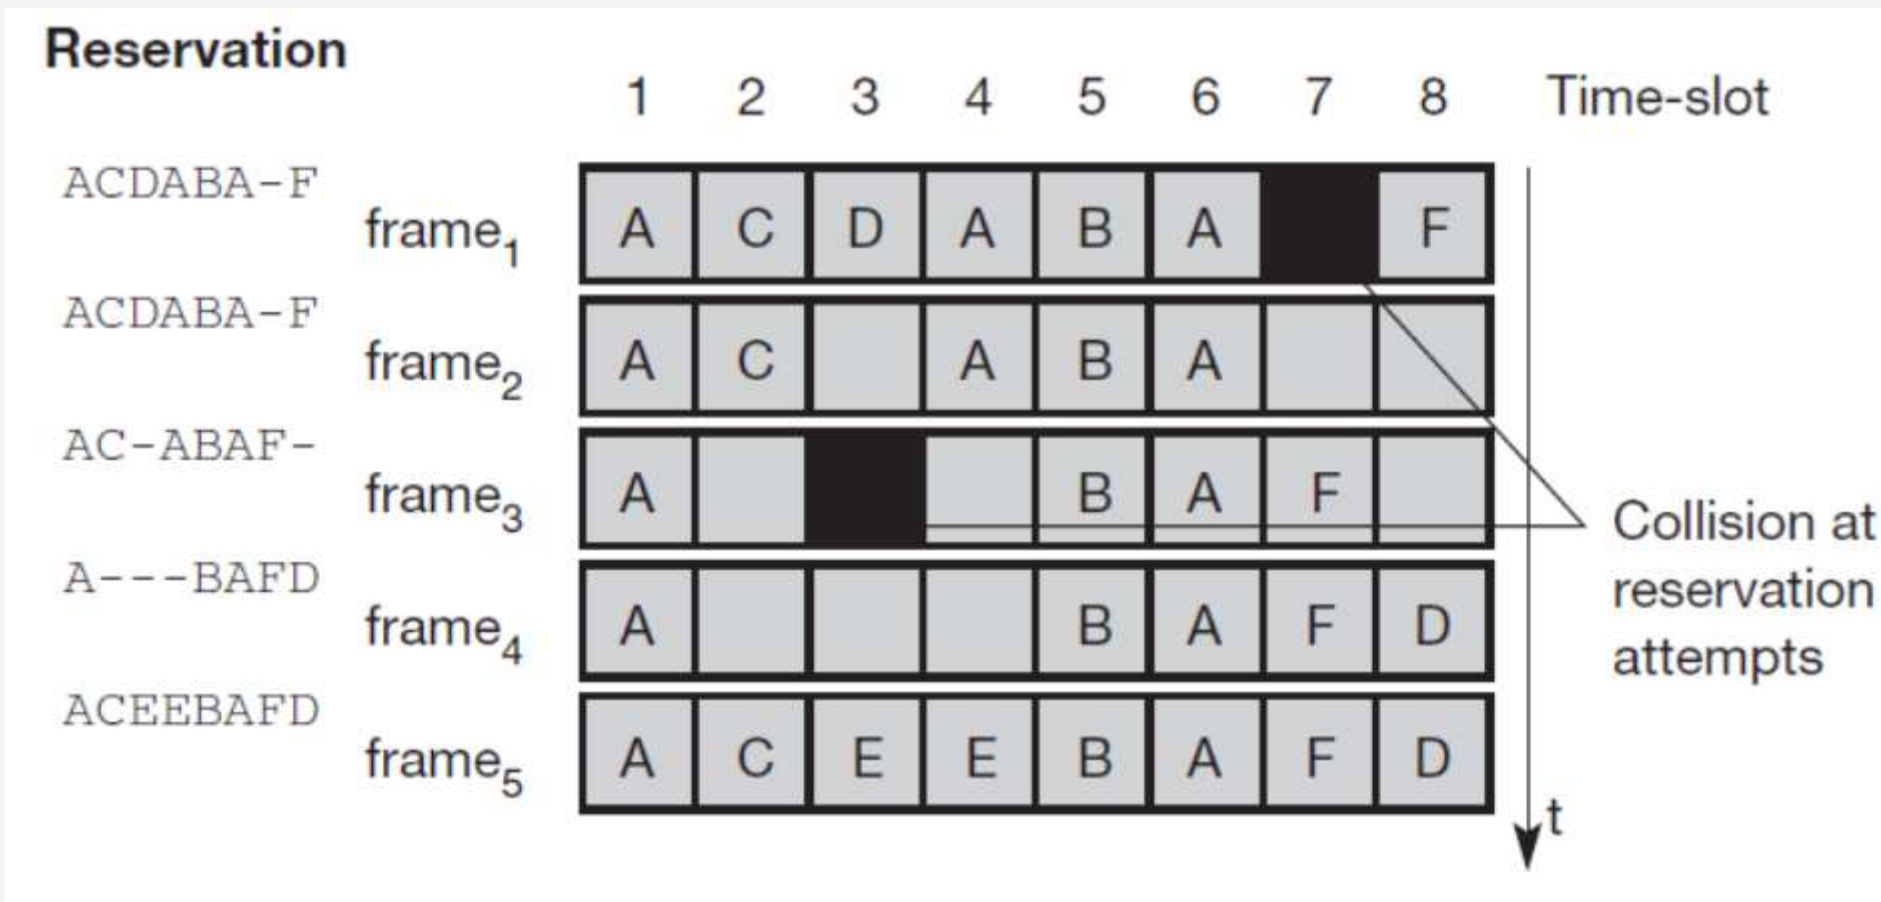 Reservation
1 2 3 4 5 6 7 8 Time-slot
ACDABA-F
frame1 A C D A B A F
ACDABA-F
frame2 A C A B A
AC-ABAF-
frame3 A B A F
A---BAFD
frame4 A B A F D
ACEEBAFD
frame5 A C E E B A F D
Collision at
reservation
attempts
t